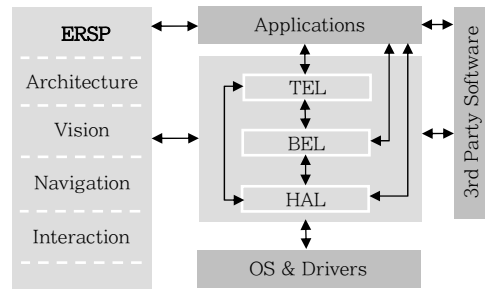 ERSP
Architecture
Vision
Navigation
Interaction
Applications
TEL
BEL
HAL
OS & Drivers
3rd Party Software